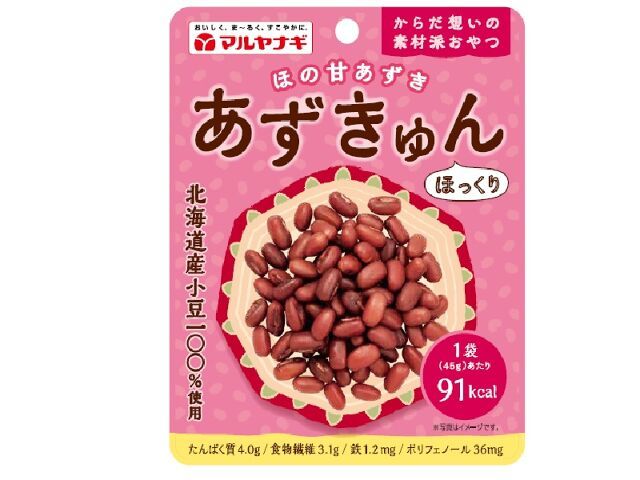 おいしく、ま〜るく、すこやかに。
マルヤナギ
からだ想いの
素材派おやつ
ほの甘あずき
あずきゅん
ほっくり
北海道産小豆一〇〇%使用
1袋
(45g)あたり
91kcal
※写真はイメージです。
たんぱく質4.0g/食物繊維3.1g/鉄1.2mg/ポリフェノール36mg